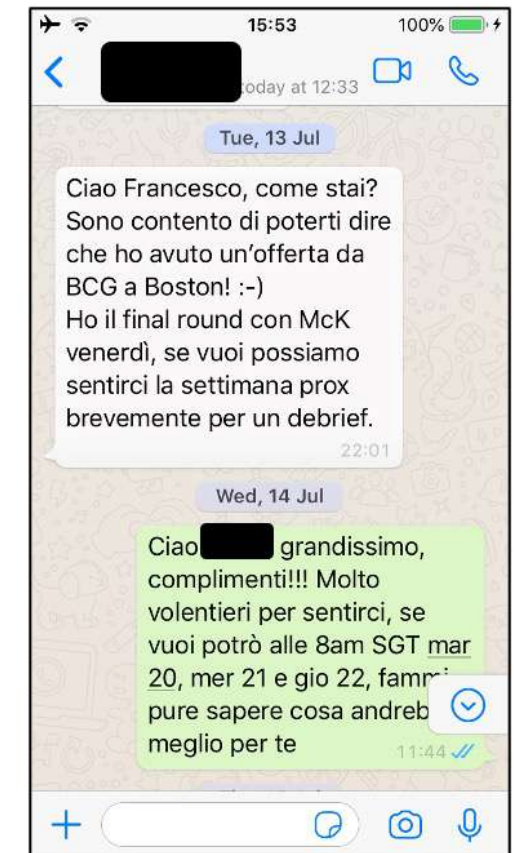 15:53
100%
today at 12:33
Tue, 13 Jul
Ciao Francesco, come stai?
Sono contento di poterti dire
che ho avuto un'offerta da
BCG a Boston! :-)
Ho il final round con McK
venerdì, se vuoi possiamo
sentirci la settimana prox
brevemente per un debrief.
22:01
Wed, 14 Jul
Ciao grandissimo,
complimenti!!! Molto
volentieri per sentirci, se
vuoi potrò alle 8am SGT mar
20, mer 21 e gio 22,
pure sapere cosa
meglio per te
11:44